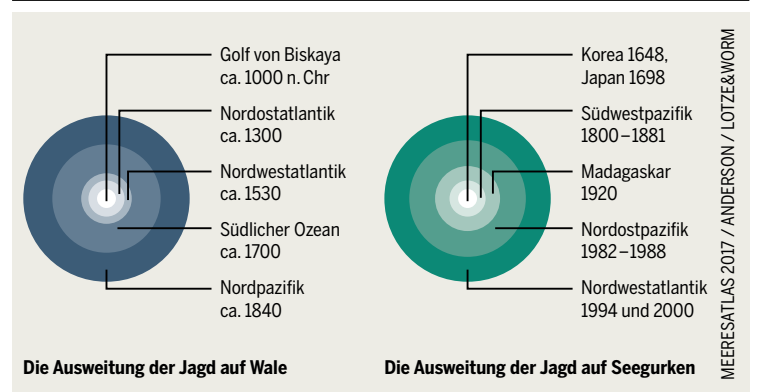 Golf von Biskaya
ca. 1000 n. Chr
Nordostatlantik
ca. 1300
Nordwestatlantik
ca. 1530
Südlicher Ozean
ca. 1700
Nordpazifik
ca. 1840
Die Ausweitung der Jagd auf Wale
Korea 1648,
Japan 1698
Südwestpazifik
1800–1881
Madagaskar
1920
Nordostpazifik
1982–1988
Nordwestatlantik
1994 und 2000
Die Ausweitung der Jagd auf Seegurken
MEERESATLAS 2017 / ANDERSON / LOTZE&WORM